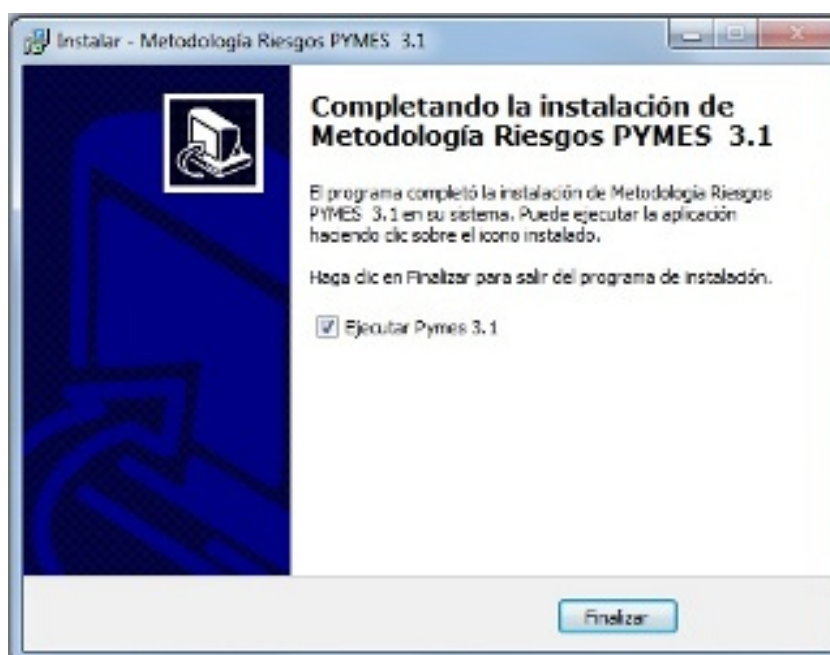 Instalar - Metodología Riesgos PYMES 3.1
Completando la instalación de
Metodología Riesgos PYMES 3.1
El programa completó la instalación de Metodología Riesgos
PYMES 3.1 en su sistema. Puede ejecutar la aplicación
haciendo clic sobre el icono instalado.
Haga clic en Finalizar para salir del programa de instalación.
Ejecutar Pymes 3.1
Finalizar